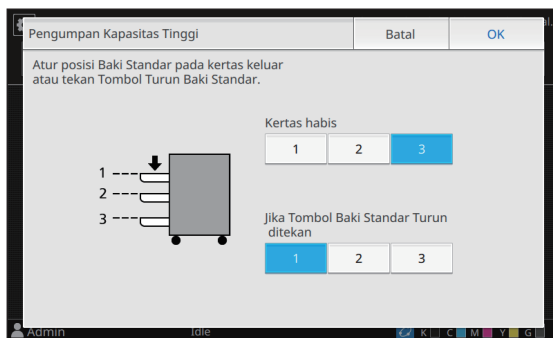 Pengumpan Kapasitas Tinggi
Batal
OK
Atur posisi Baki Standar pada kertas keluar
atau tekan Tombol Turun Baki Standar.
Kertas habis
1 2 3
1
2
3
Jika Tombol Baki Standar Turun
ditekan
1 2 3
Admin
Idle
K C M Y G